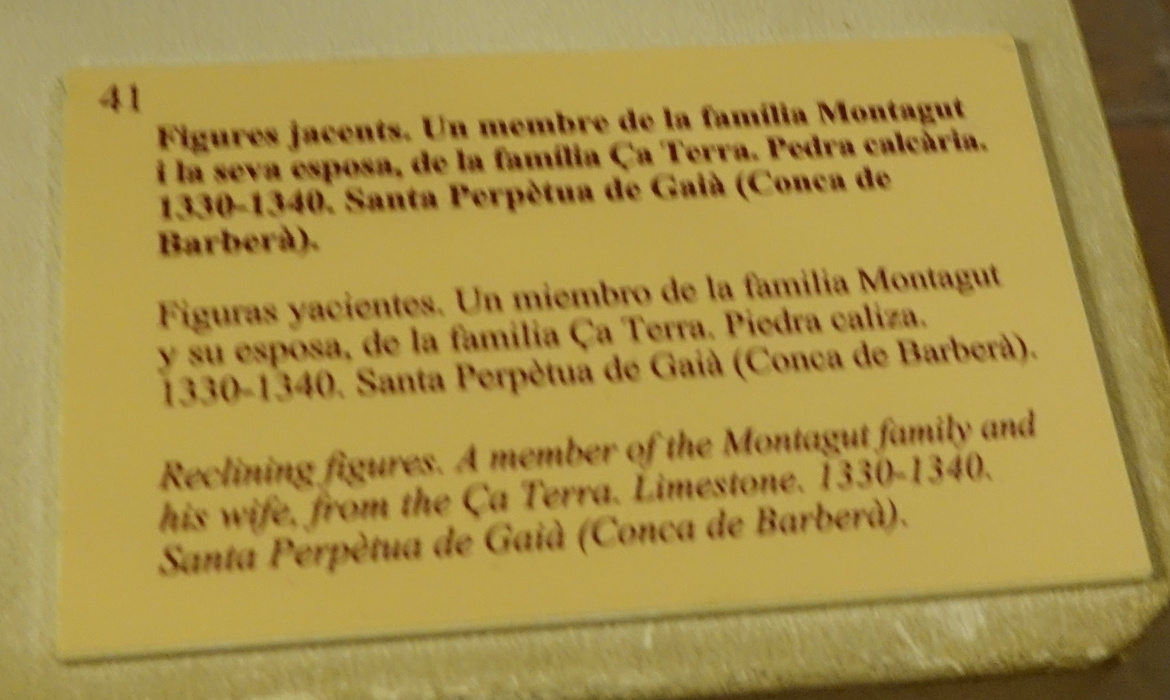 41
Figures jacents. Un membre de la família Montagut
i la seva esposa, de la família Ça Terra. Pedra calcària.
1330-1340. Santa Perpètua de Gaià (Conca de
Barberà).
Figuras yacientes. Un miembro de la familia Montagut
y su esposa, de la familia Ça Terra. Piedra caliza.
1330-1340. Santa Perpètua de Gaià (Conca de Barberà).
Reclining figures. A member of the Montagut family and
his wife, from the Ça Terra. Limestone. 1330-1340.
Santa Perpètua de Gaià (Conca de Barberà).